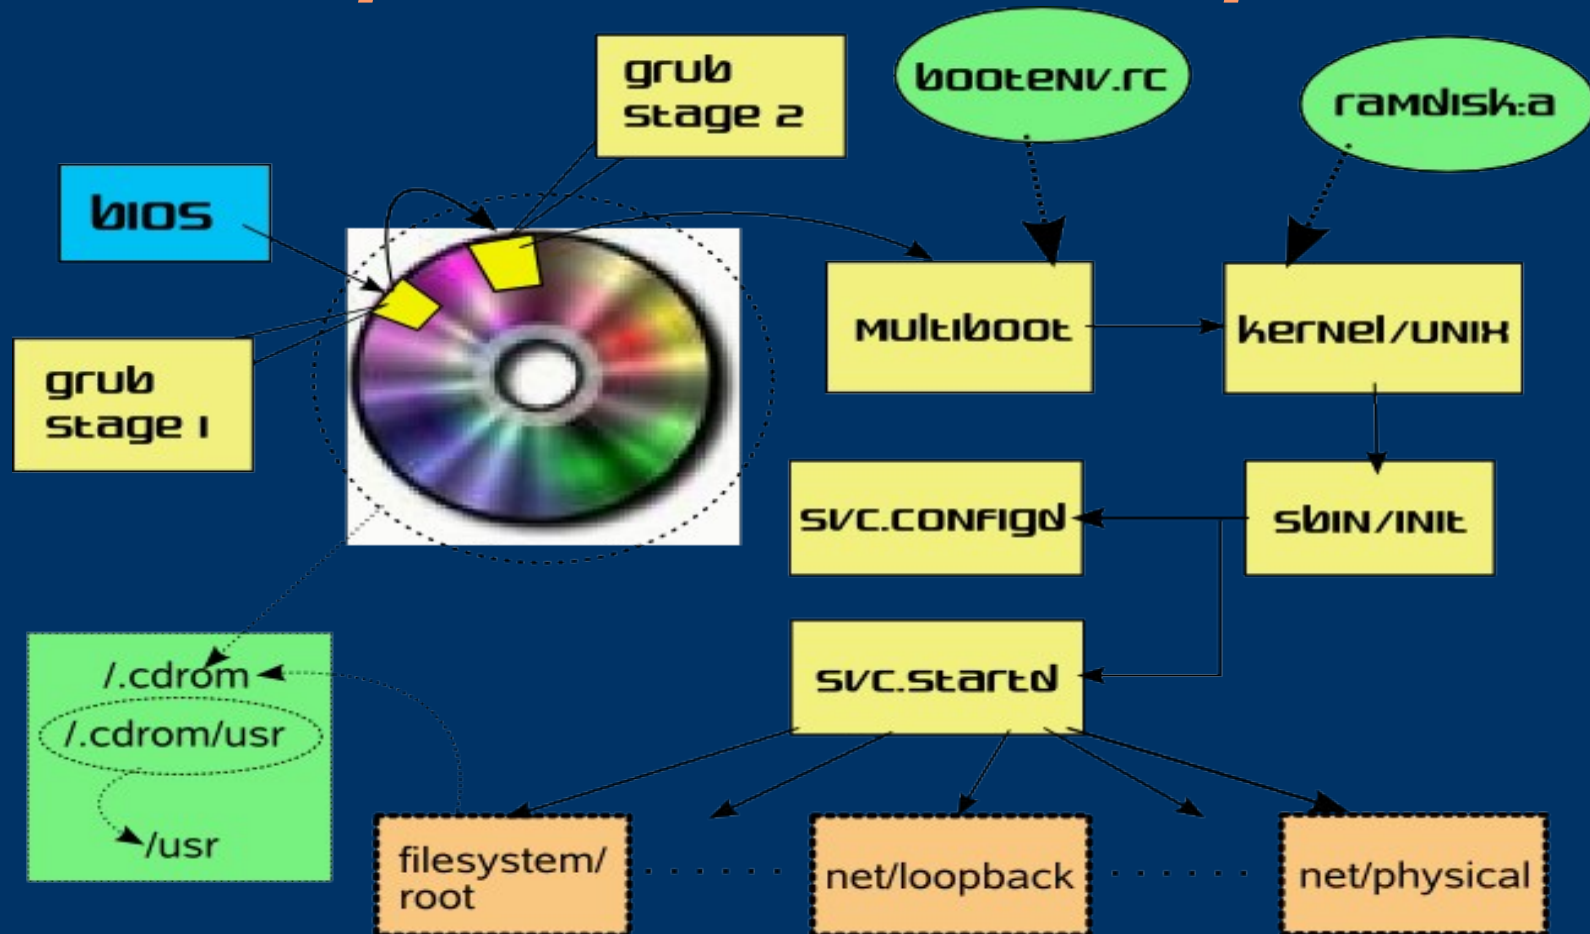 grub
stage 2
bootenv.rc
ramdisk:a
bios
multiboot
kernel/unix
grub
stage 1
svc.configd
sbin/init
svc.startd
/.cdrom
/.cdrom/usr
/usr
filesystem/
root
net/loopback
net/physical